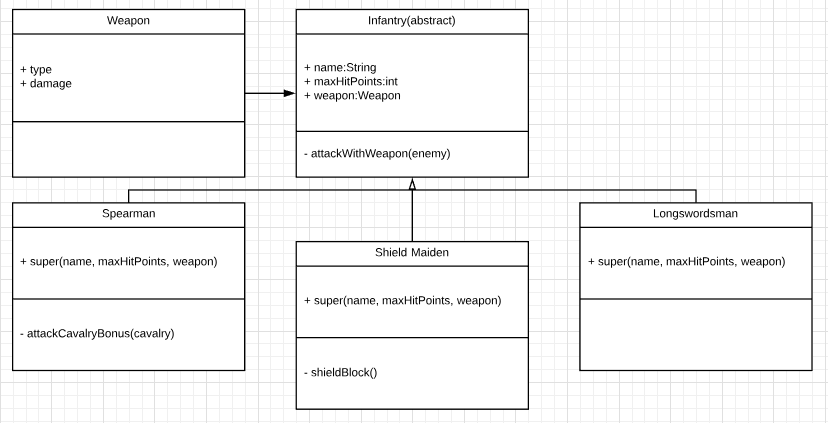 Weapon
+ type
+ damage
Infantry(abstract)
+ name:String
+ maxHitPoints:int
+ weapon:Weapon
- attackWithWeapon(enemy)
Spearman
+ super(name, maxHitPoints, weapon)
- attackCavalryBonus(cavalry)
Shield Maiden
+ super(name, maxHitPoints, weapon)
- shieldBlock()
Longswordsman
+ super(name, maxHitPoints, weapon)